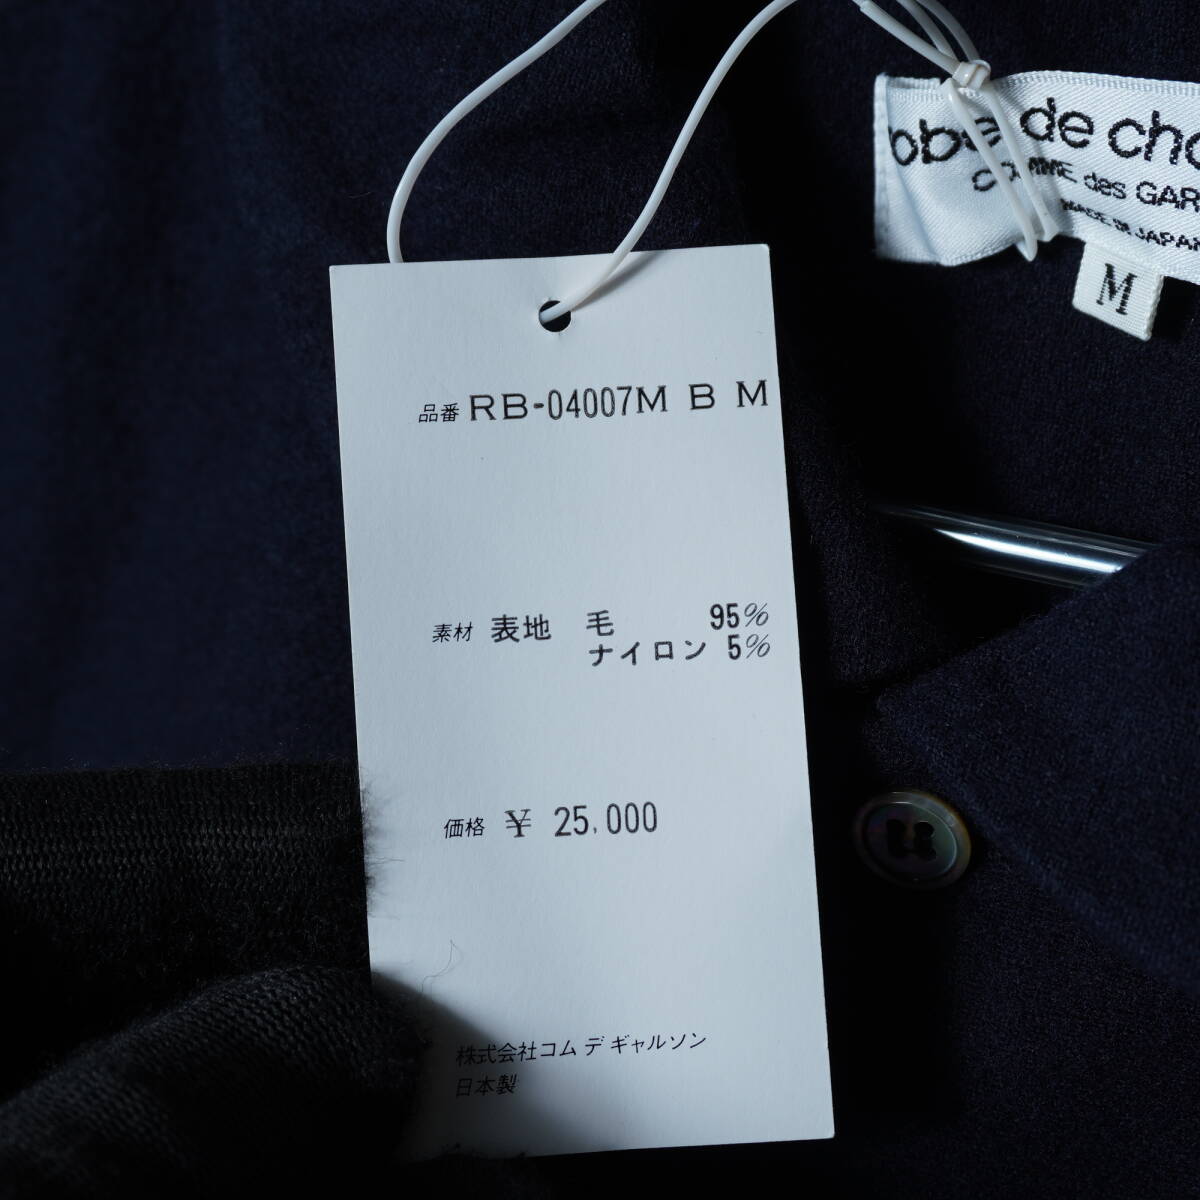 de
COMME des GAR
MADE IN JAPAN
M
品番 RB-04007M B M
素材 表地 毛 95%
ナイロン 5%
価格 ¥ 25,000
株式会社コム デ ギャルソン
日本製